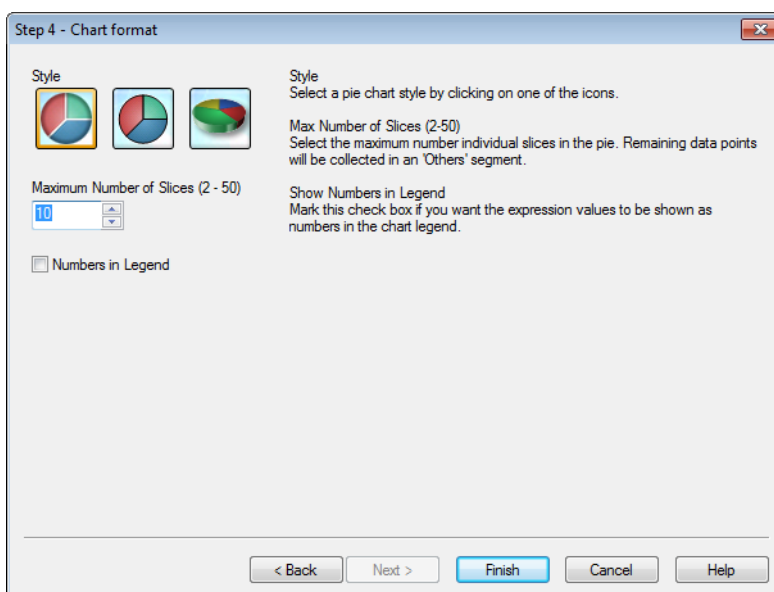 Step 4 - Chart format
Style
Maximum Number of Slices (2 - 50)
10
Numbers in Legend
Style
Select a pie chart style by clicking on one of the icons.
Max Number of Slices (2-50)
Select the maximum number individual slices in the pie. Remaining data points
will be collected in an 'Others' segment.
Show Numbers in Legend
Mark this check box if you want the expression values to be shown as
numbers in the chart legend.
< Back Next > Finish Cancel Help